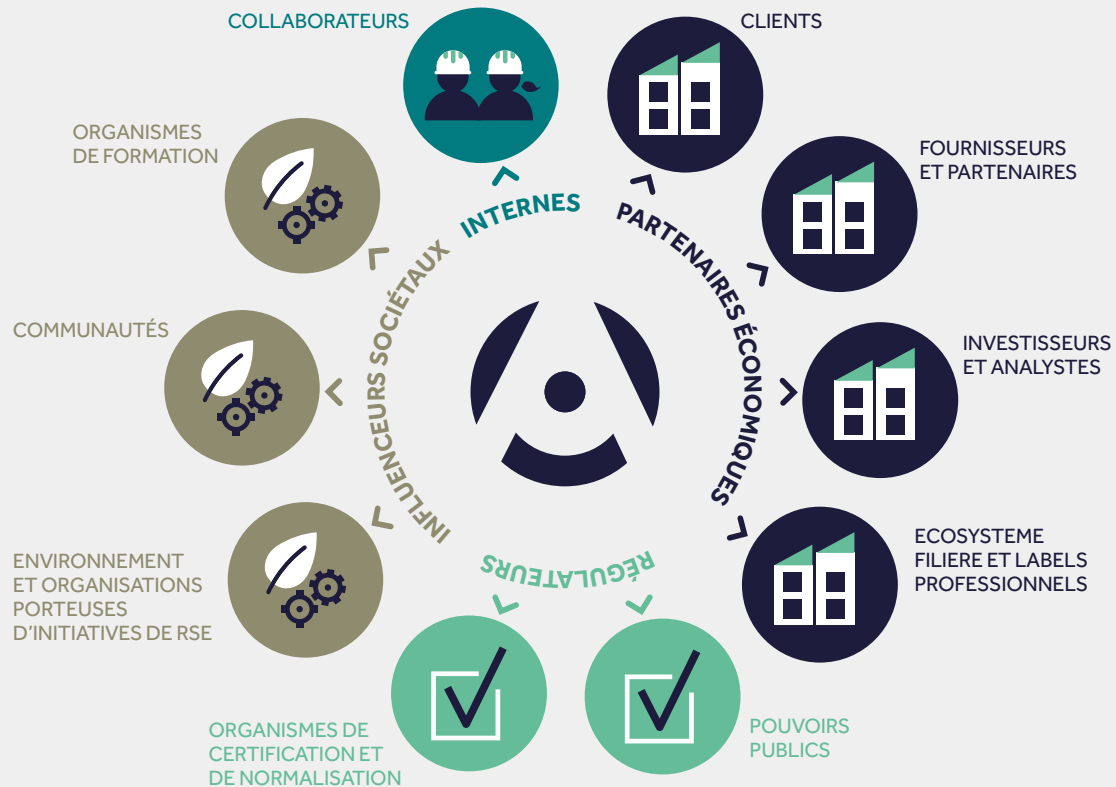 COLLABORATEURS
CLIENTS
ORGANISMES
DE FORMATION
FOURNISSEURS
ET PARTENAIRES
INTERNES
PARTENAIRES ÉCONOMIQUES
INFLUENCEURS SOCIÉTAUX
COMMUNAUTÉS
INVESTISSEURS
ET ANALYSTES
ENVIRONNEMENT
ET ORGANISATIONS
PORTEUSES
D'INITIATIVES DE RSE
ECOSYSTEME
FILIERE ET LABELS
PROFESSIONNELS
RÉGULATEURS
ORGANISMES DE
CERTIFICATION ET
DE NORMALISATION
POUVOIRS
PUBLICS